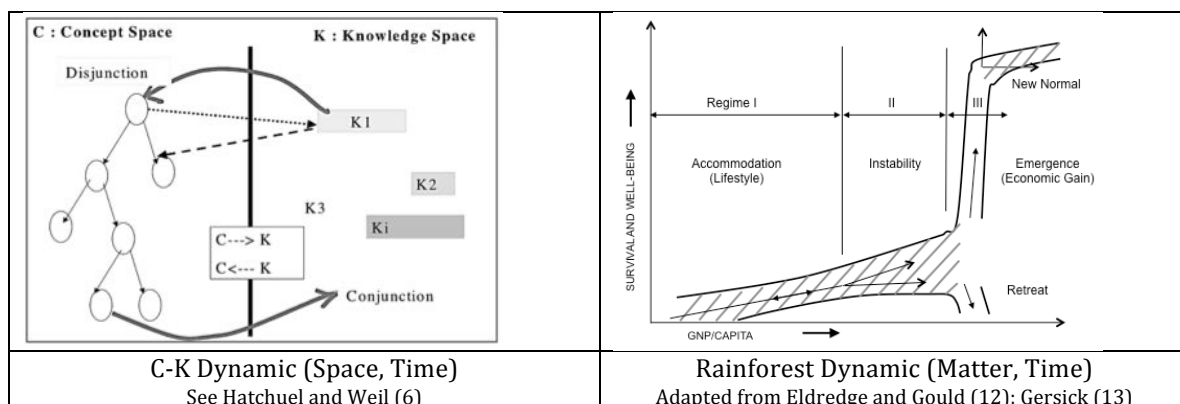 C : Concept Space
K : Knowledge Space
Disjunction
K1
K2
K3
Ki
C---> K
C<--- K
Conjunction
SURVIVAL AND WELL-BEING
Regime I
II
III
New Normal
Accommodation
(Lifestyle)
Instability
Emergence
(Economic Gain)
Retreat
GNP/CAPITA
C-K Dynamic (Space, Time)
See Hatchuel and Weil (6)
Rainforest Dynamic (Matter, Time)
Adapted from Eldredge and Gould (12); Gersick (13)